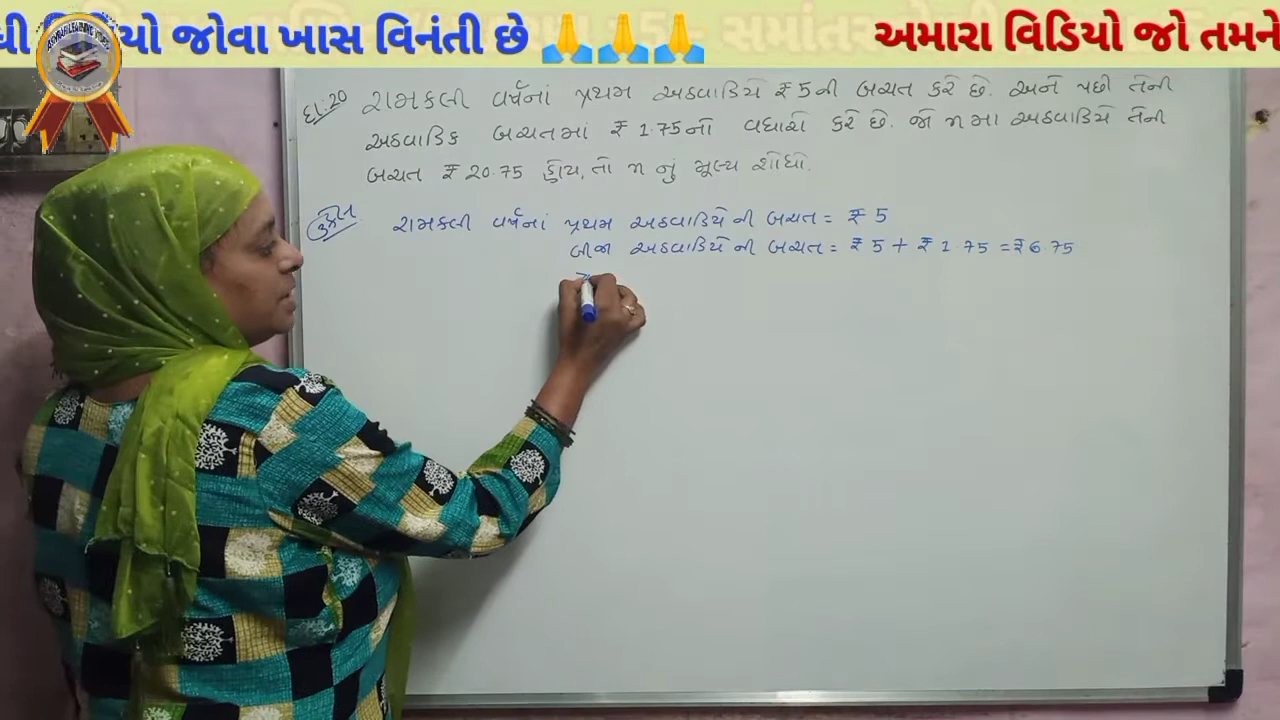 ધી વિડિયો જોવા ખાસ વિનંતી છે 🙏🙏🙏 અમારા વિડિયો જો તમને
દા:20 રામકલી વર્ષનાં પ્રથમ અઠવાડિયે ₹ 5ની બચત કરે છે. અને પછી તેની
અઠવાડિક બચતમાં ₹ 1.75નો વધારો કરે છે. જો n મા અઠવાડિયે તેની
બચત ₹ 20.75 હોય, તો n નું મૂલ્ય શોધો.
ઉકેલ રામકલી વર્ષનાં પ્રથમ અઠવાડિયે ની બચત = ₹ 5
બીજા અઠવાડિયે ની બચત = ₹ 5 + ₹ 1.75 = ₹ 6.75